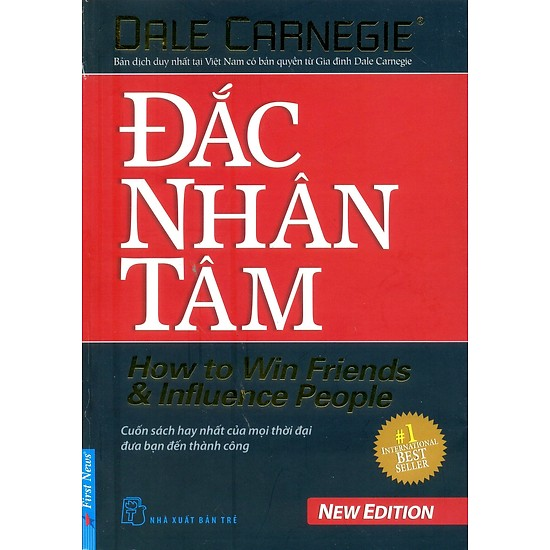 DALE CARNEGIE®
Bản dịch duy nhất tại Việt Nam có bản quyền từ Gia đình Dale Carnegie
ĐẮC
NHÂN
TÂM
How to Win Friends
& Influence People
Cuốn sách hay nhất của mọi thời đại
đưa bạn đến thành công
#1
INTERNATIONAL
BEST
SELLER
First News
NHÀ XUẤT BẢN TRẺ
NEW EDITION